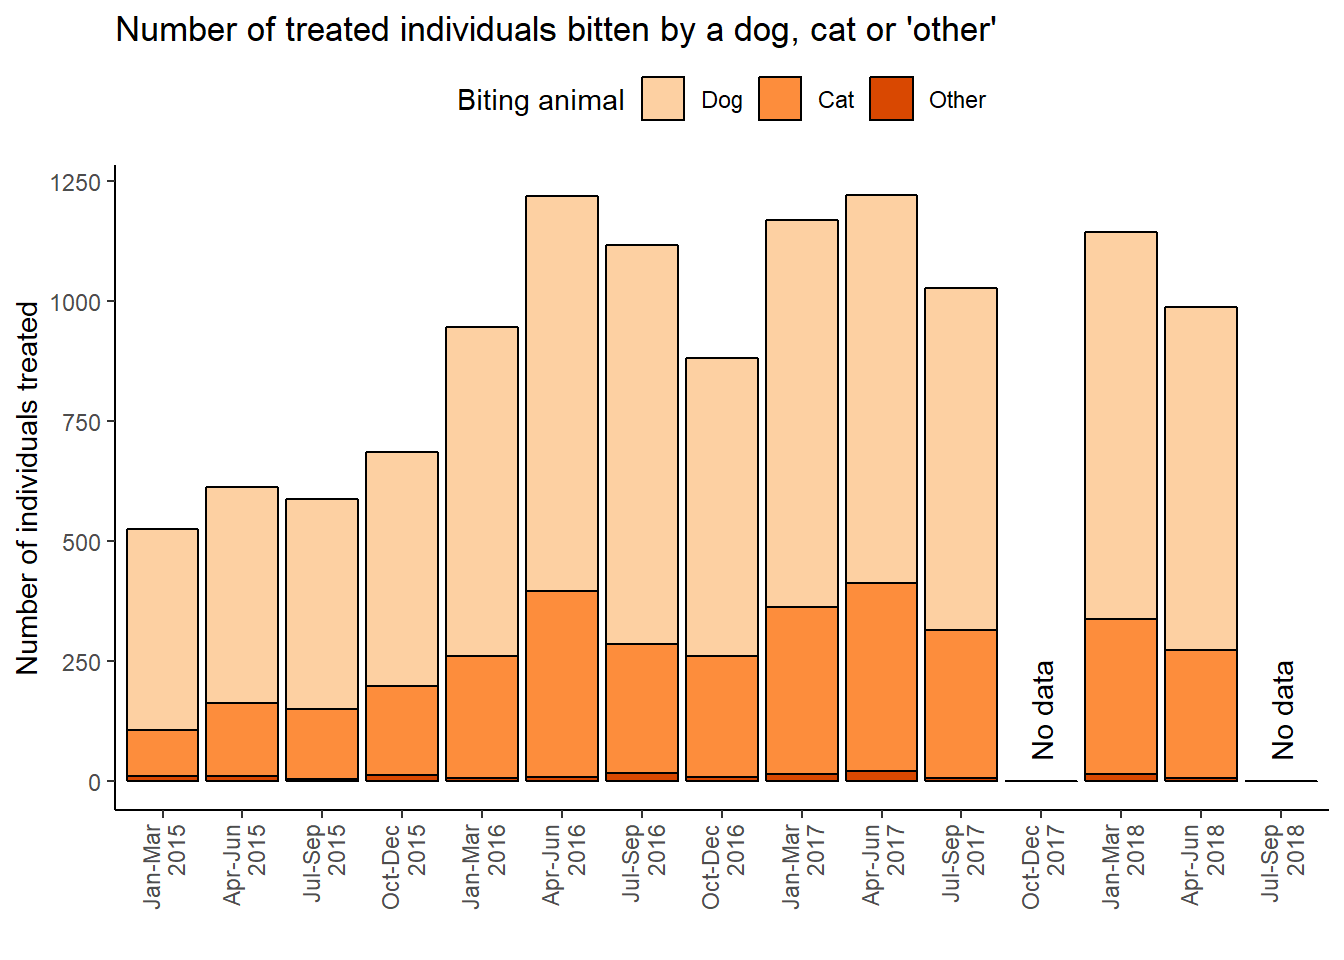 Number of treated individuals bitten by a dog, cat or 'other'
Biting animal Dog Cat Other
Number of individuals treated
1250
1000
750
500
250
0
No data
No data
Jan-Mar
2015
Apr-Jun
2015
Jul-Sep
2015
Oct-Dec
2015
Jan-Mar
2016
Apr-Jun
2016
Jul-Sep
2016
Oct-Dec
2016
Jan-Mar
2017
Apr-Jun
2017
Jul-Sep
2017
Oct-Dec
2017
Jan-Mar
2018
Apr-Jun
2018
Jul-Sep
2018